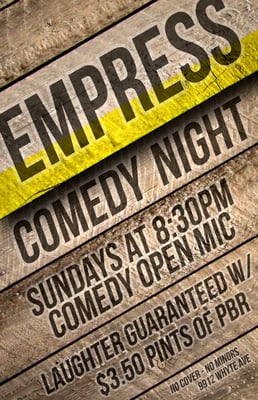 EMPRESS
COMEDY NIGHT
SUNDAYS AT 8:30PM
COMEDY OPEN MIC
LAUGHTER GUARANTEED W/
$3.50 PINTS OF PBR
NO COVER - NO MINORS
9912 WHYTE AVE